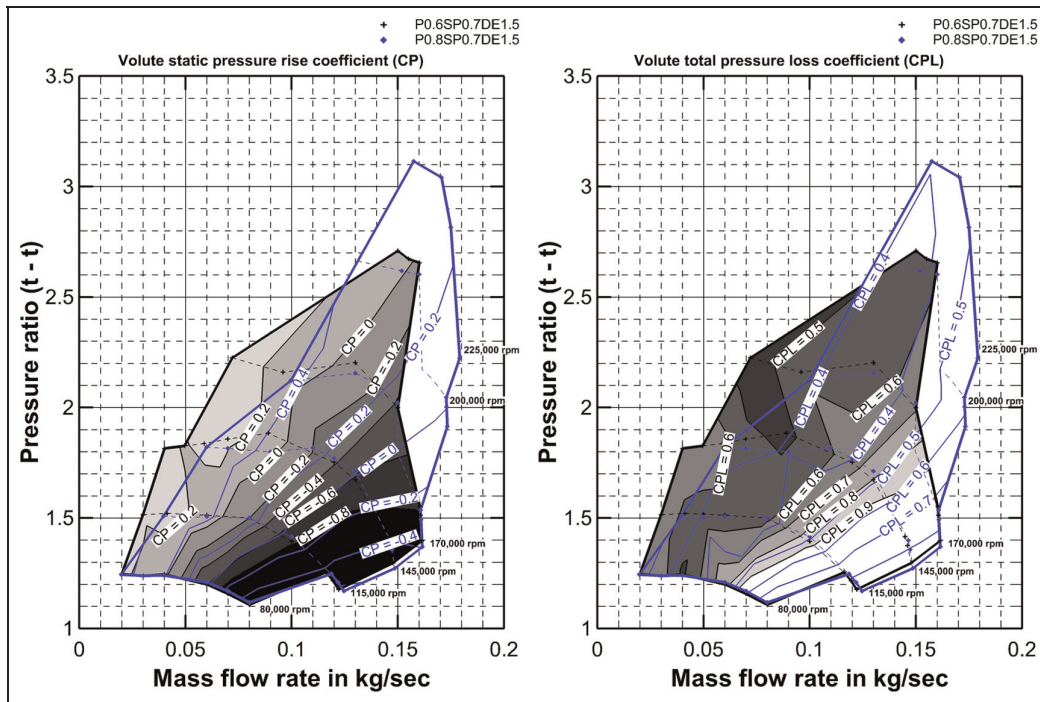 P0.6SP0.7DE1.5
P0.8SP0.7DE1.5
Volute static pressure rise coefficient (CP)
3.5
3
2.5
2
1.5
1
Pressure ratio (t - t)
CP = 0
CP = -0.2
CP = 0.2
CP = 0.4
CP = 0.2
CP = 0.2
CP = 0
CP = -0.2
CP = 0
CP = -0.4
CP = -0.6
CP = -0.8
CP = -0.2
CP = 0.2
CP = -0.4
225,000 rpm
200,000 rpm
170,000 rpm
145,000 rpm
115,000 rpm
80,000 rpm
0
0.05
0.1
0.15
0.2
Mass flow rate in kg/sec
P0.6SP0.7DE1.5
P0.8SP0.7DE1.5
Volute total pressure loss coefficient (CPL)
3.5
3
2.5
2
1.5
1
Pressure ratio (t - t)
CPL = 0.4
CPL = 0.5
CPL = 0.5
CPL = 0.4
CPL = 0.6
CPL = 0.4
CPL = 0.6
CPL = 0.5
CPL = 0.6
CPL = 0.7
CPL = 0.8
CPL = 0.9
CPL = 0.6
CPL = 0.7
225,000 rpm
200,000 rpm
170,000 rpm
145,000 rpm
115,000 rpm
80,000 rpm
0
0.05
0.1
0.15
0.2
Mass flow rate in kg/sec